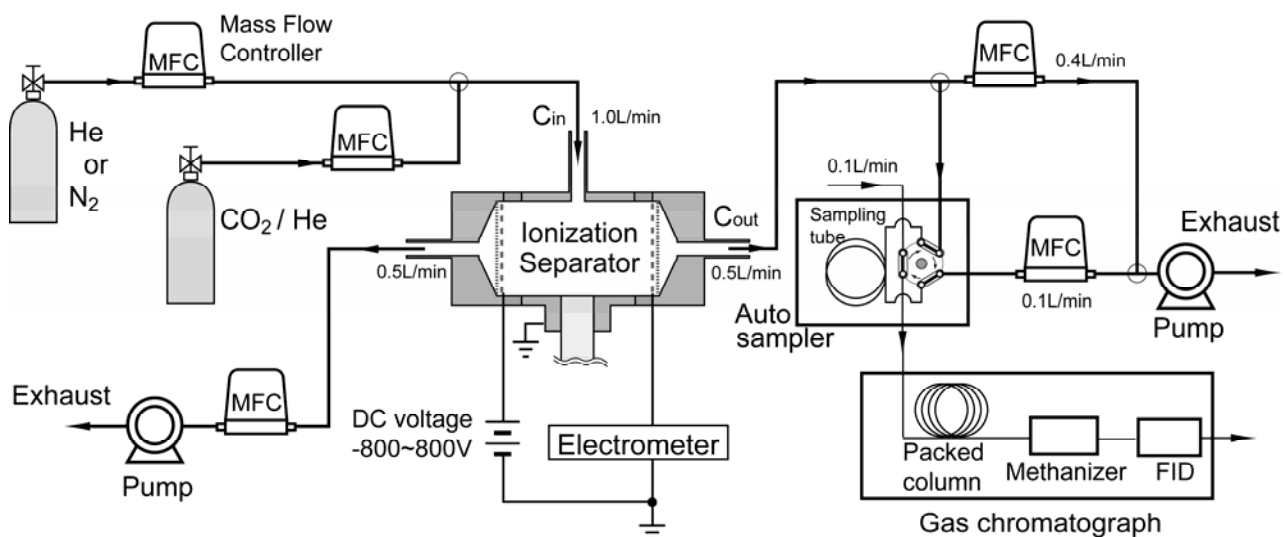 Mass Flow
Controller
MFC
MFC
He
or
N2
CO2 / He
Cin
1.0L/min
MFC
0.4L/min
0.1L/min
Cout
Ionization
Separator
0.5L/min
0.5L/min
Sampling
tube
MFC
0.1L/min
Exhaust
Pump
Auto
sampler
Exhaust
MFC
Pump
DC voltage
-800~800V
Electrometer
Packed
column
Methanizer
FID
Gas chromatograph